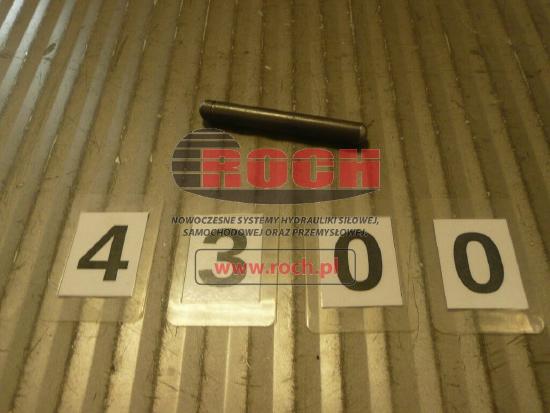 ROCH
NOWOCZESNE SYSTEMY HYDRAULIKI SIŁOWEJ,
SAMOCHODOWEJ ORAZ PRZEMYSŁOWEJ.
4 3 0 0
www.roch.pl